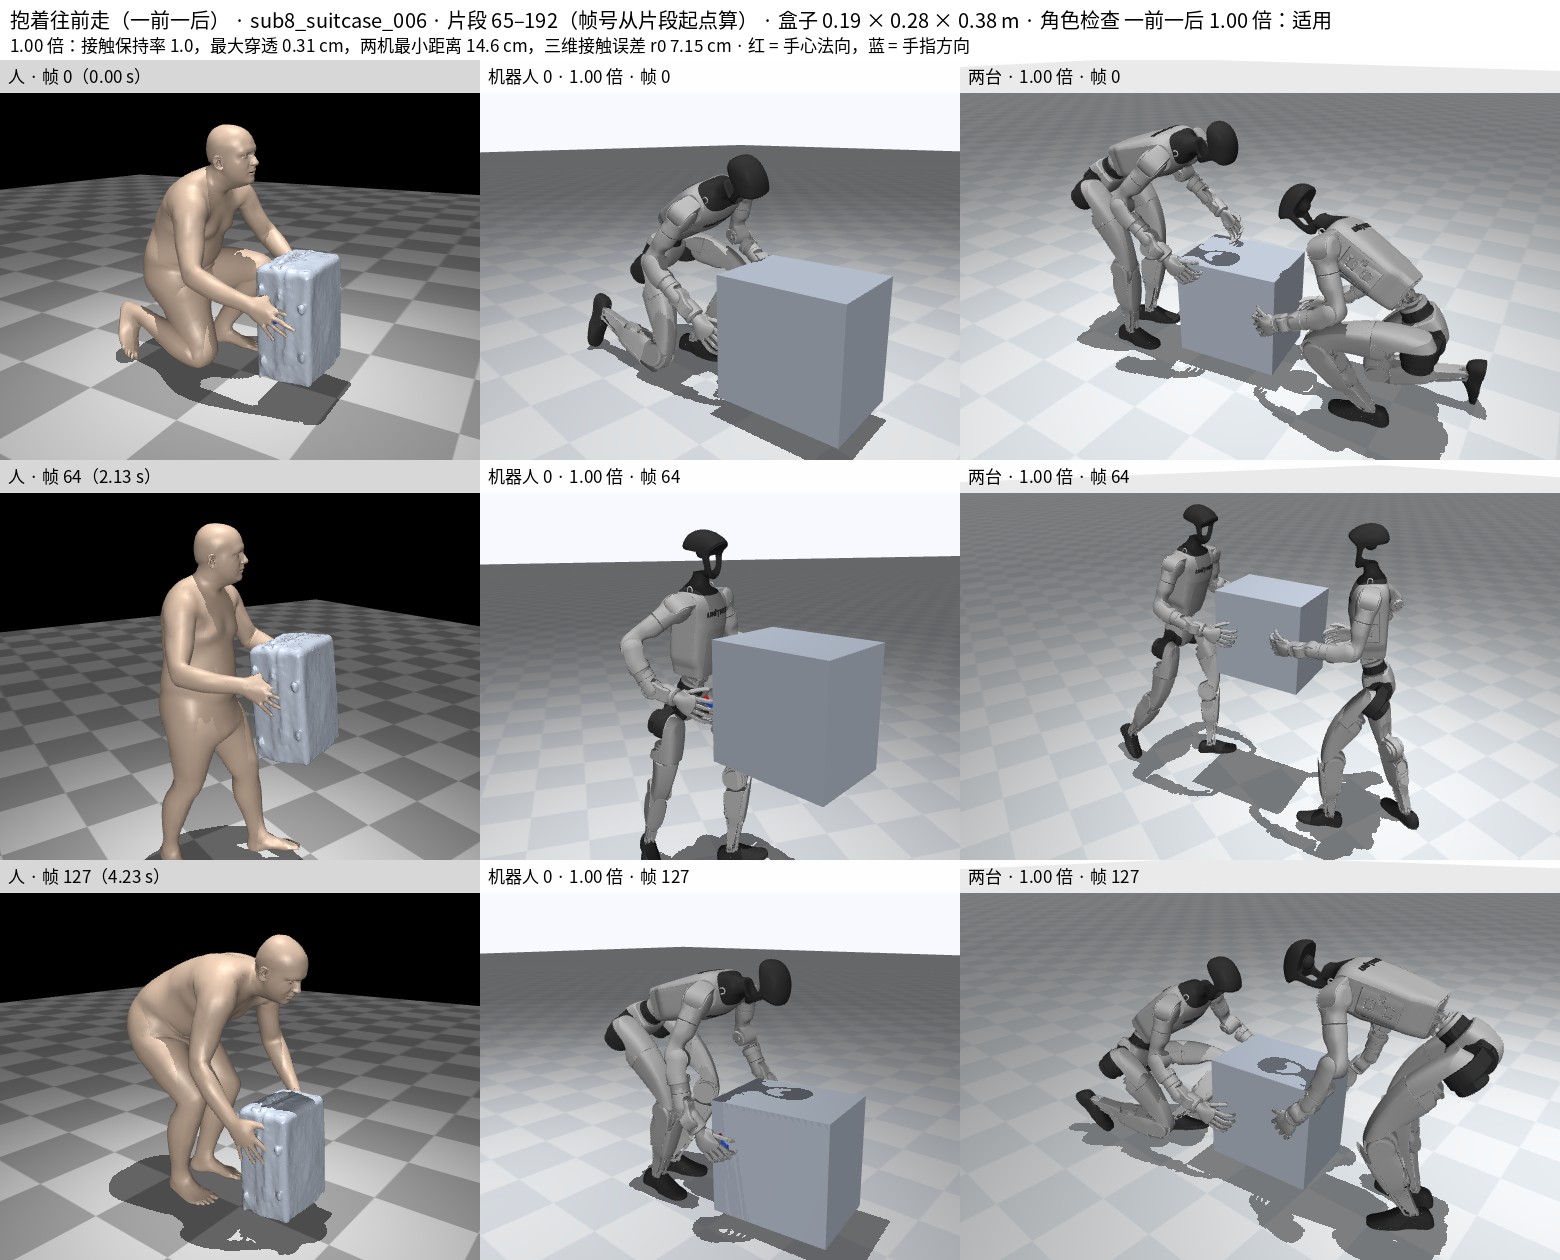 抱着往前走（一前一后） · sub8_suitcase_006 · 片段 65–192（帧号从片段起点算） · 盒子 0.19 × 0.28 × 0.38 m · 角色检查 一前一后 1.00 倍：适用
1.00 倍：接触保持率 1.0，最大穿透 0.31 cm，两机最小距离 14.6 cm，三维接触误差 r0 7.15 cm · 红 = 手心法向，蓝 = 手指方向
人 · 帧 0（0.00 s）
机器人 0 · 1.00 倍 · 帧 0
两台 · 1.00 倍 · 帧 0
人 · 帧 64（2.13 s）
机器人 0 · 1.00 倍 · 帧 64
两台 · 1.00 倍 · 帧 64
人 · 帧 127（4.23 s）
机器人 0 · 1.00 倍 · 帧 127
两台 · 1.00 倍 · 帧 127